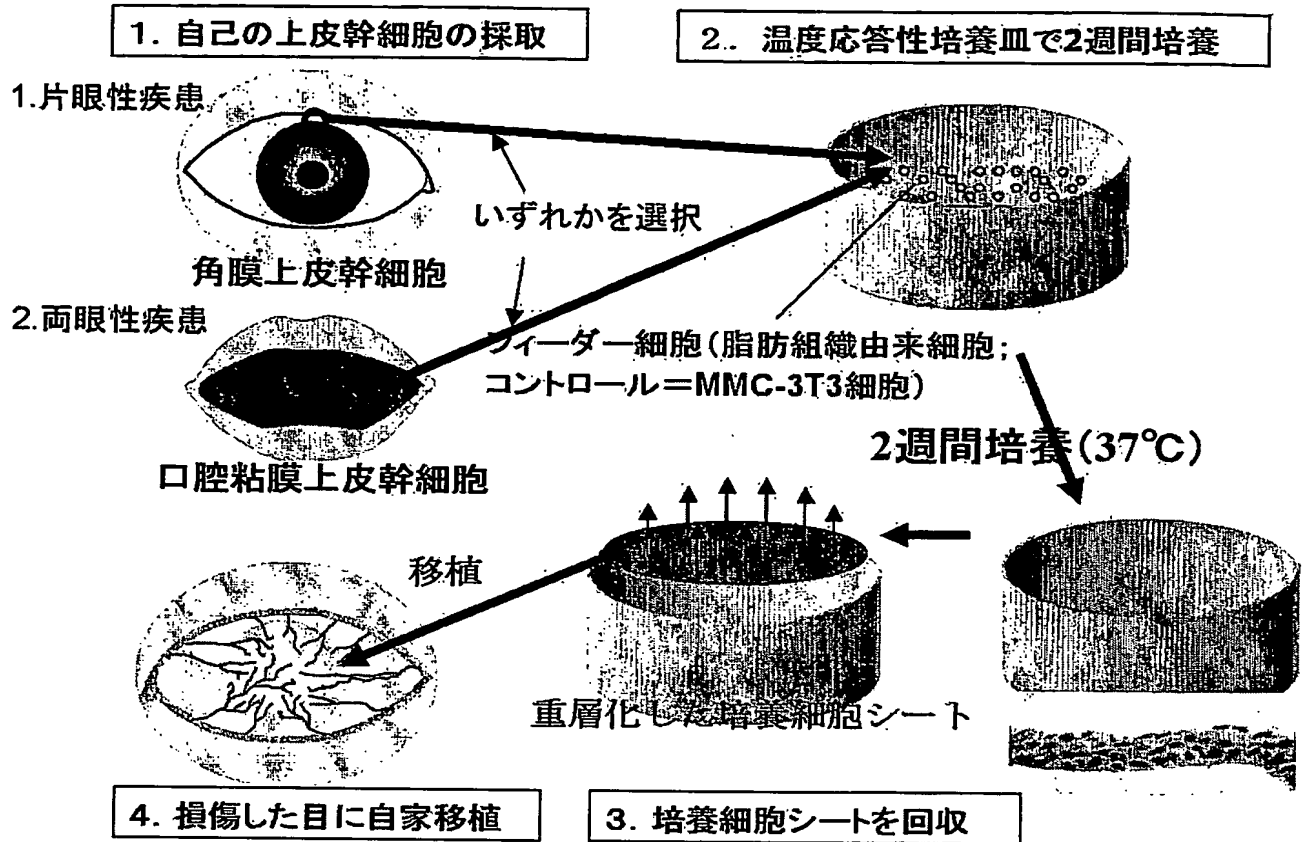 1. 自己の上皮幹細胞の採取
2.. 温度応答性培養皿で2週間培養
1.片眼性疾患
いずれかを選択
角膜上皮幹細胞
2.両眼性疾患
フィーダー細胞(脂肪組織由来細胞;
コントロール=MMC-3T3細胞)
口腔粘膜上皮幹細胞
2週間培養(37℃)
移植
重層化した培養細胞シート
4. 損傷した目に自家移植
3. 培養細胞シートを回収